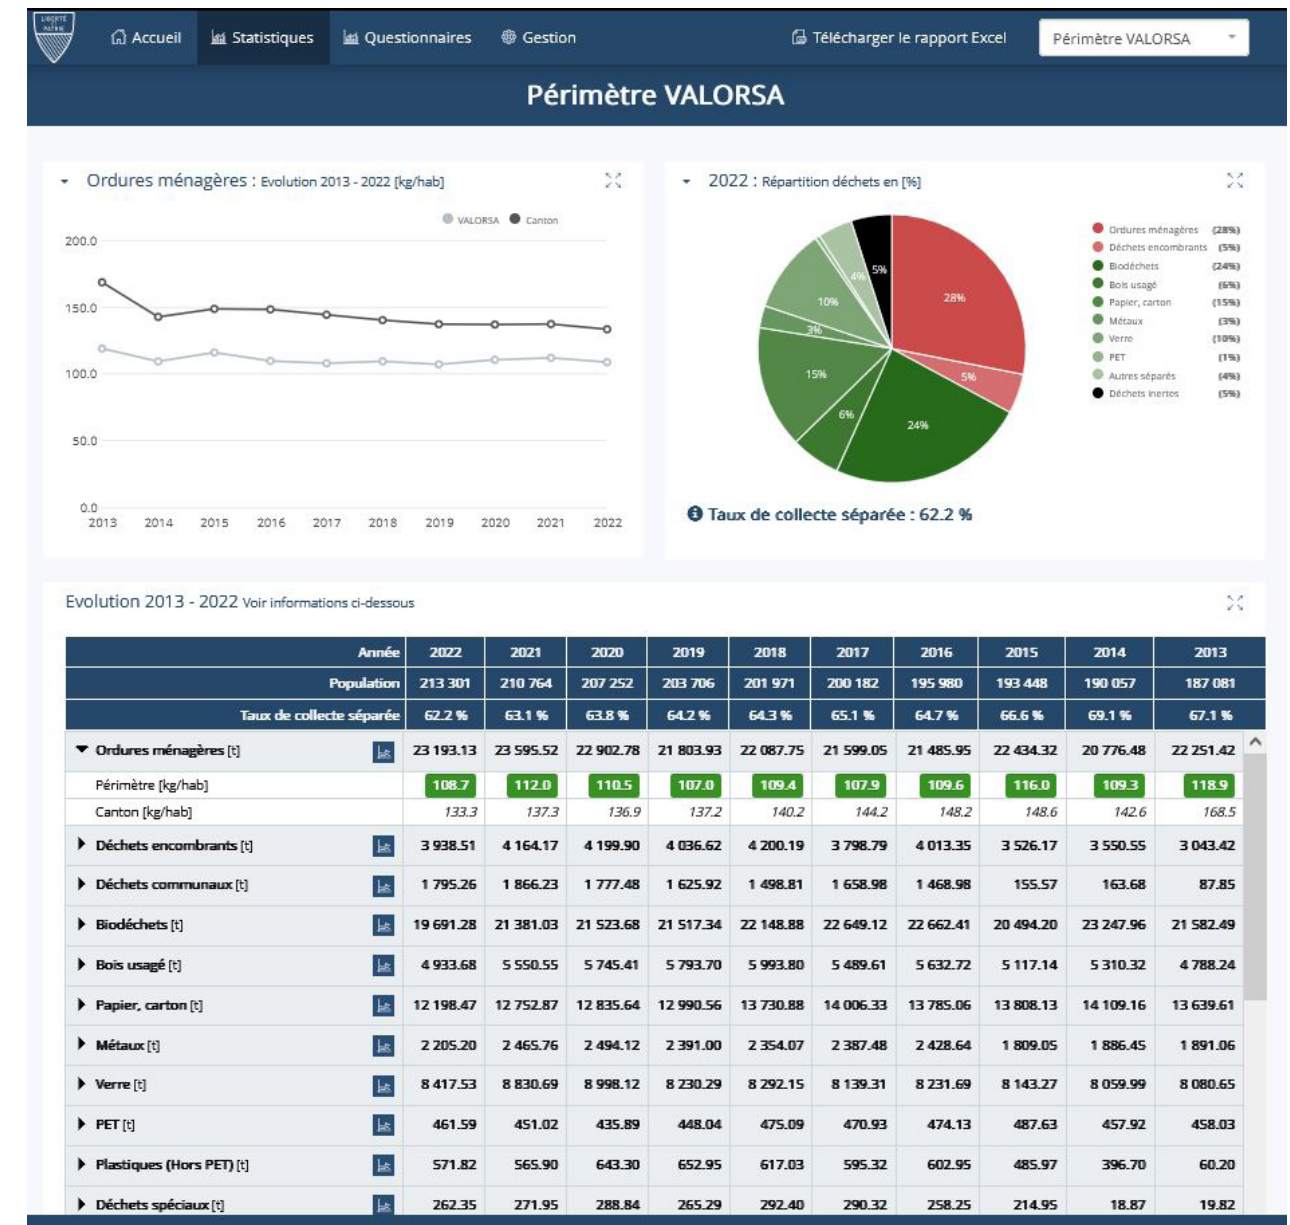 LIBERTÉ
PATRIE
Accueil
Statistiques
Questionnaires
Gestion
Télécharger le rapport Excel
Périmètre VALORSA
Périmètre VALORSA
Ordures ménagères : Evolution 2013 - 2022 [kg/hab]
VALORSA Canton
200.0
150.0
100.0
50.0
0.0
2013 2014 2015 2016 2017 2018 2019 2020 2021 2022
2022 : Répartition déchets en [%]
28%
5%
24%
6%
15%
3%
10%
4%
5%
Ordures ménagères (28%)
Déchets encombrants (5%)
Biodéchets (24%)
Bois usagé (6%)
Papier, carton (15%)
Métaux (3%)
Verre (10%)
PET (1%)
Autres séparés (4%)
Déchets inertes (5%)
Taux de collecte séparée : 62.2 %
Evolution 2013 - 2022 Voir informations ci-dessous
Année 2022 2021 2020 2019 2018 2017 2016 2015 2014 2013
Population 213 301 210 764 207 252 203 706 201 971 200 182 195 980 193 448 190 057 187 081
Taux de collecte séparée 62.2 % 63.1 % 63.8 % 64.2 % 64.3 % 65.1 % 64.7 % 66.6 % 69.1 % 67.1 %
Ordures ménagères [t] 23 193.13 23 595.52 22 902.78 21 803.93 22 087.75 21 599.05 21 485.95 22 434.32 20 776.48 22 251.42
Périmètre [kg/hab] 108.7 112.0 110.5 107.0 109.4 107.9 109.6 116.0 109.3 118.9
Canton [kg/hab] 133.3 137.3 136.9 137.2 140.2 144.2 148.2 148.6 142.6 168.5
Déchets encombrants [t] 3 938.51 4 164.17 4 199.90 4 036.62 4 200.19 3 798.79 4 013.35 3 526.17 3 550.55 3 043.42
Déchets communaux [t] 1 795.26 1 866.23 1 777.48 1 625.92 1 498.81 1 658.98 1 468.98 155.57 163.68 87.85
Biodéchets [t] 19 691.28 21 381.03 21 523.68 21 517.34 22 148.88 22 649.12 22 662.41 20 494.20 23 247.96 21 582.49
Bois usagé [t] 4 933.68 5 550.55 5 745.41 5 793.70 5 993.80 5 489.61 5 632.72 5 117.14 5 310.32 4 788.24
Papier, carton [t] 12 198.47 12 752.87 12 835.64 12 990.56 13 730.88 14 006.33 13 785.06 13 808.13 14 109.16 13 639.61
Métaux [t] 2 205.20 2 465.76 2 494.12 2 391.00 2 354.07 2 387.48 2 428.64 1 809.05 1 886.45 1 891.06
Verre [t] 8 417.53 8 830.69 8 998.12 8 230.29 8 292.15 8 139.31 8 231.69 8 143.27 8 059.99 8 080.65
PET [t] 461.59 451.02 435.89 448.04 475.09 470.93 474.13 487.63 457.92 458.03
Plastiques (Hors PET) [t] 571.82 565.90 643.30 652.95 617.03 595.32 602.95 485.97 396.70 60.20
Déchets spéciaux [t] 262.35 271.95 288.84 265.29 292.40 290.32 258.25 214.95 18.87 19.82